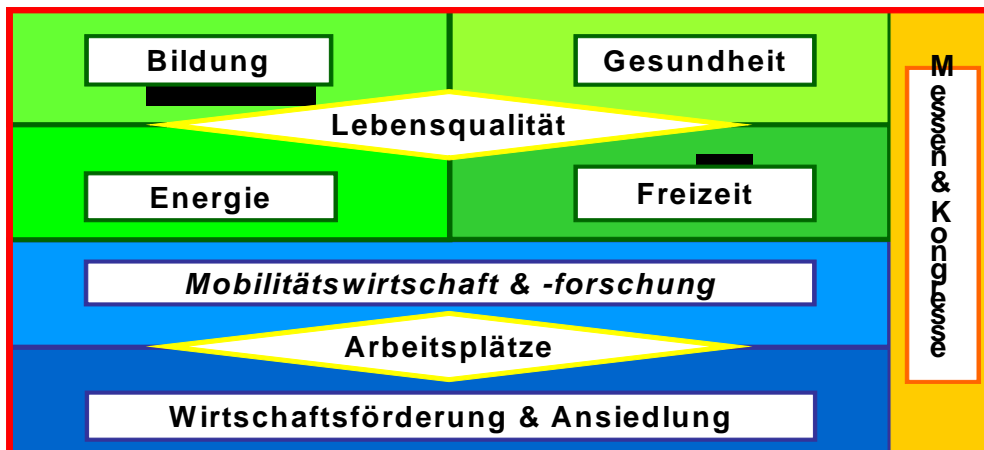 Bildung
Gesundheit
Lebensqualität
Energie
Freizeit
Mobilitätswirtschaft & -forschung
Arbeitsplätze
Wirtschaftsförderung & Ansiedlung
Messen & Kongresse